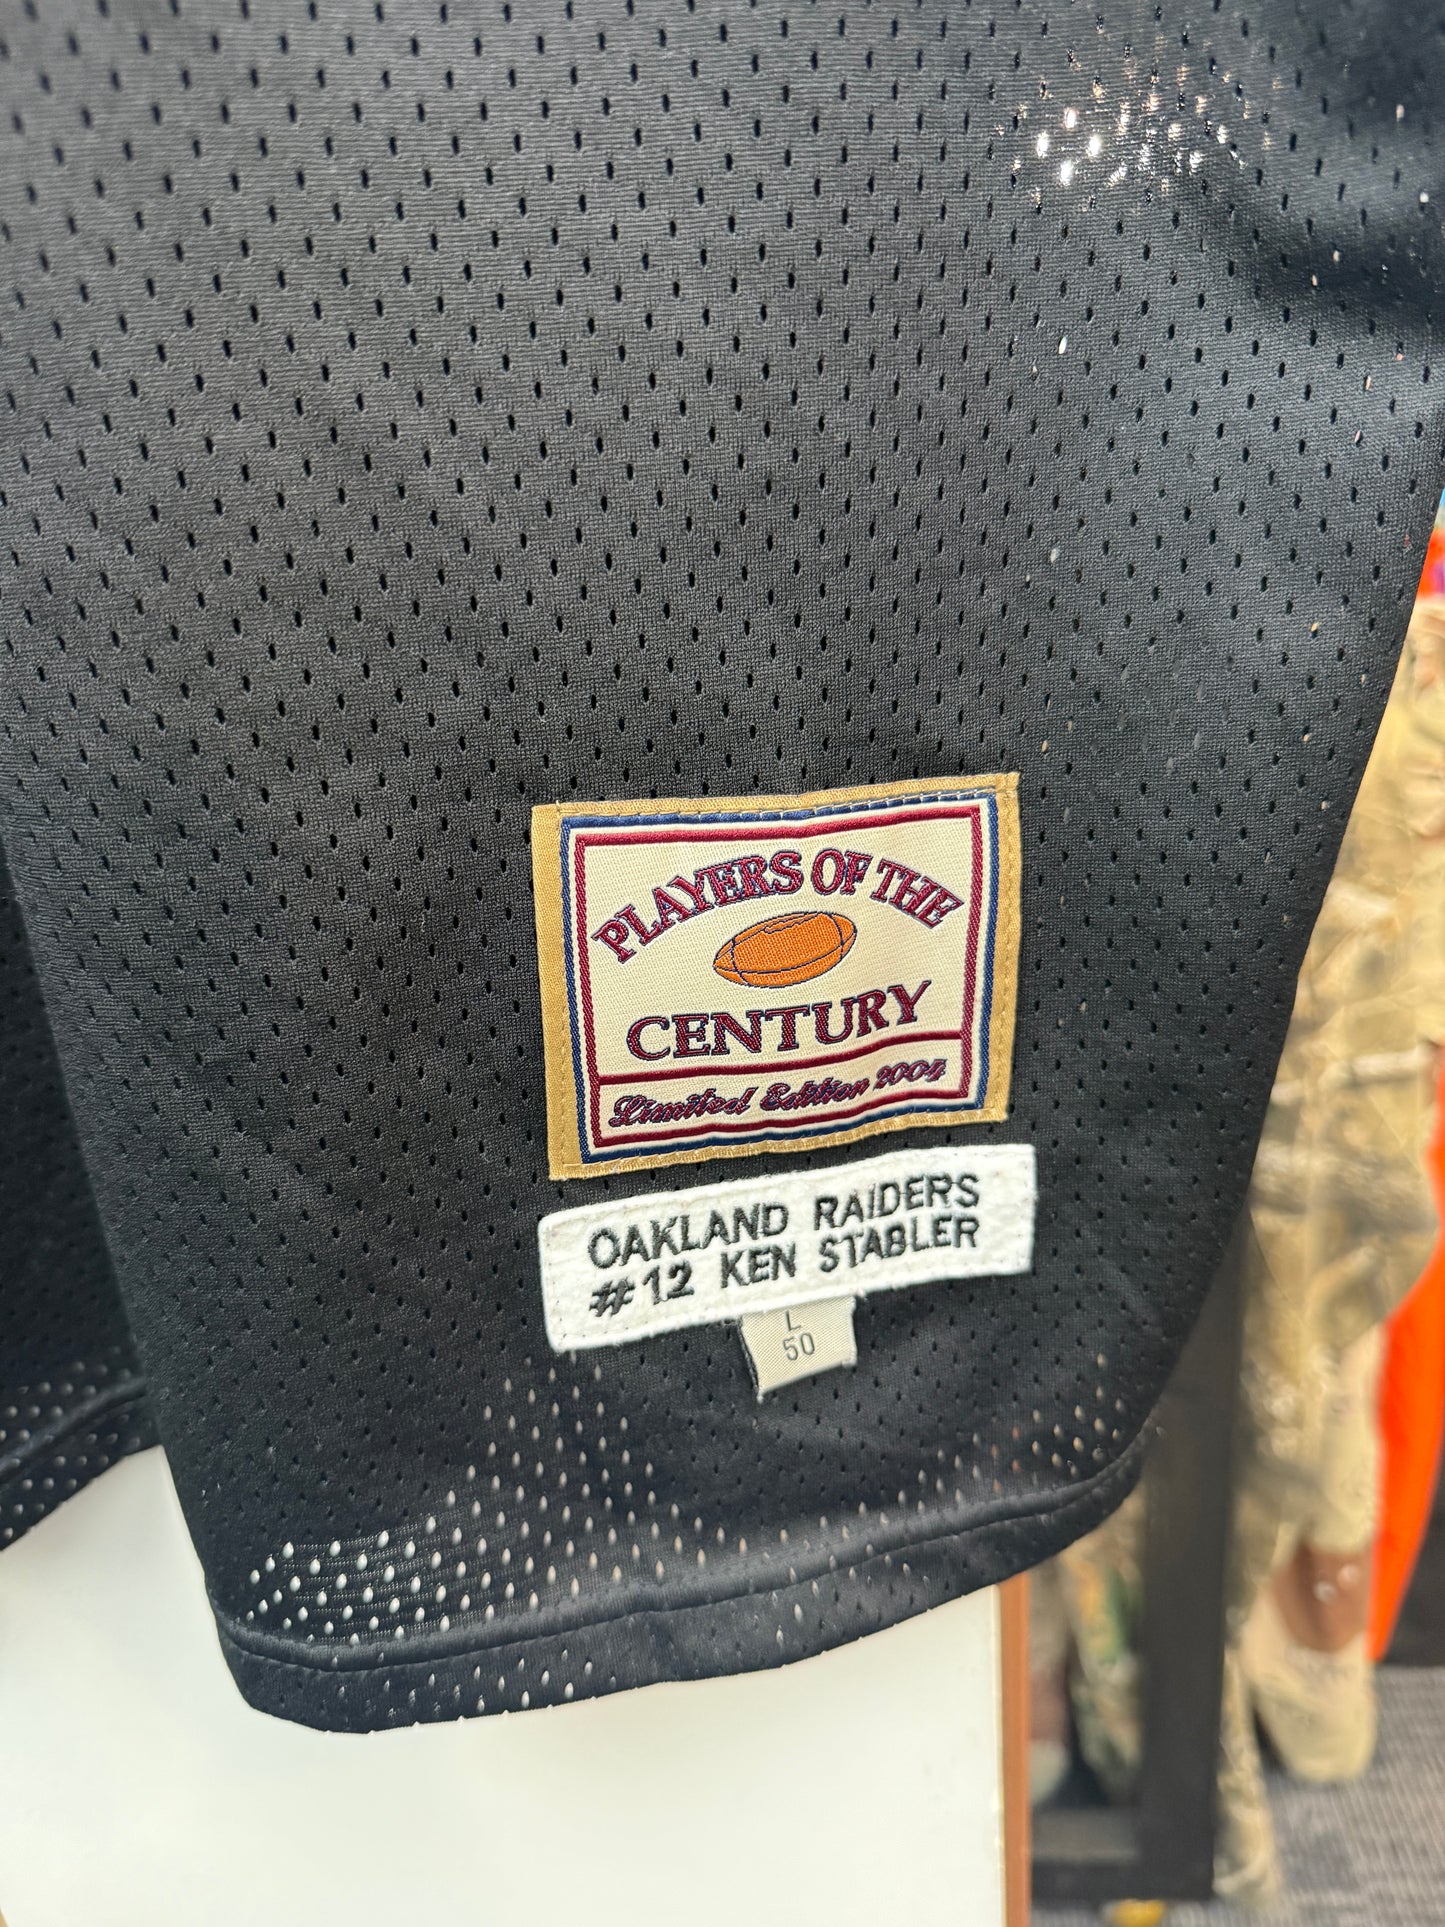 PLAYERS OF THE
CENTURY
Limited Edition 2004
OAKLAND RAIDERS
#12 KEN STABLER
L
50